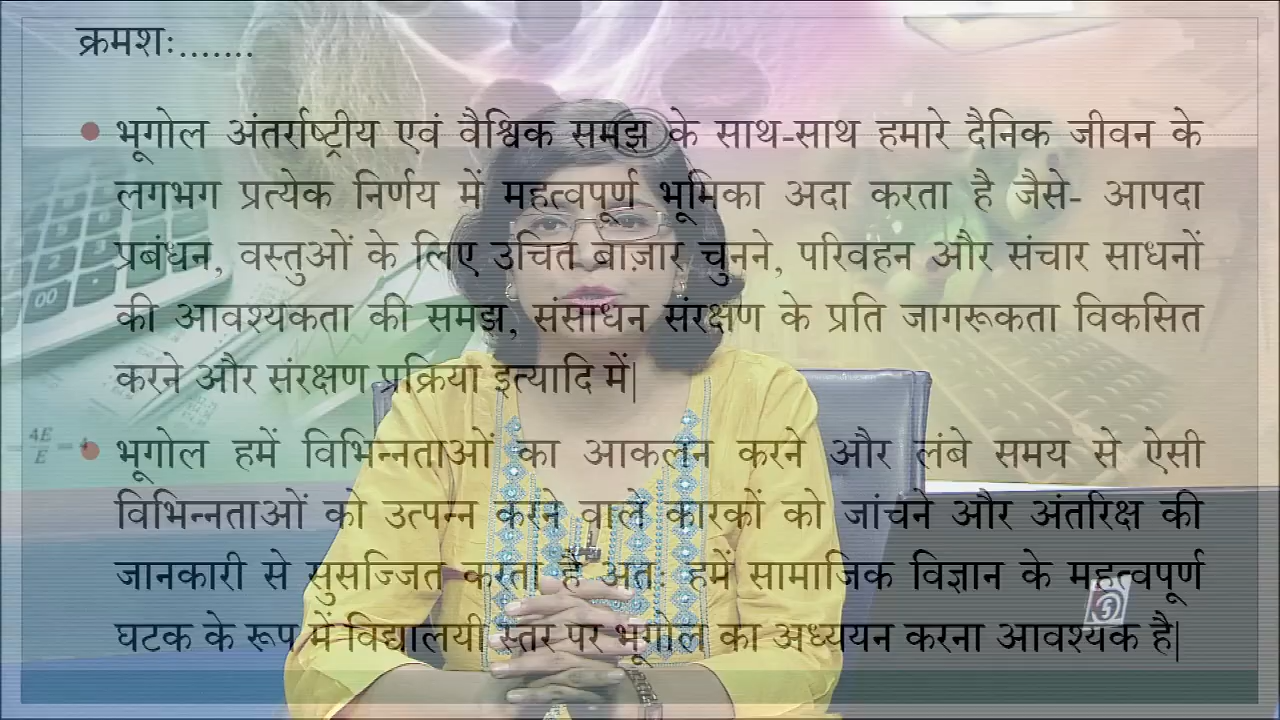 क्रमशः.......
भूगोल अंतर्राष्ट्रीय एवं वैश्विक समझ के साथ-साथ हमारे दैनिक जीवन के
लगभग प्रत्येक निर्णय में महत्वपूर्ण भूमिका अदा करता है जैसे- आपदा
प्रबंधन, वस्तुओं के लिए उचित बाज़ार चुनने, परिवहन और संचार साधनों
की आवश्यकता की समझ, संसाधन संरक्षण के प्रति जागरूकता विकसित
करने और संरक्षण प्रक्रिया इत्यादि में|
भूगोल हमें विभिन्नताओं का आकलन करने और लंबे समय से ऐसी
विभिन्नताओं को उत्पन्न करने वाले कारकों को जांचने और अंतरिक्ष की
जानकारी से सुसज्जित करता है अतः हमें सामाजिक विज्ञान के महत्वपूर्ण
घटक के रूप में विद्यालयी स्तर पर भूगोल का अध्ययन करना आवश्यक है|
00
4E
E